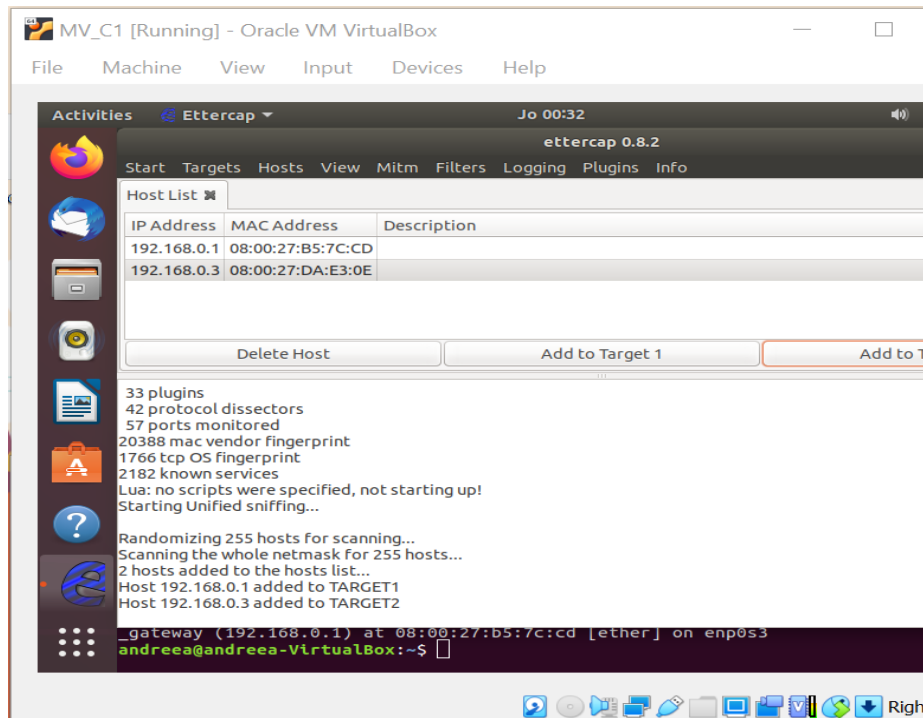 MV_C1 [Running] - Oracle VM VirtualBox
File Machine View Input Devices Help
Activities Ettercap Jo 00:32
ettercap 0.8.2
Start Targets Hosts View Mitm Filters Logging Plugins Info
Host List
IP Address MAC Address Description
192.168.0.1 08:00:27:B5:7C:CD
192.168.0.3 08:00:27:DA:E3:0E
Delete Host Add to Target 1 Add to T
33 plugins
42 protocol dissectors
57 ports monitored
20388 mac vendor fingerprint
1766 tcp OS fingerprint
2182 known services
Lua: no scripts were specified, not starting up!
Starting Unified sniffing...
Randomizing 255 hosts for scanning...
Scanning the whole netmask for 255 hosts...
2 hosts added to the hosts list...
Host 192.168.0.1 added to TARGET1
Host 192.168.0.3 added to TARGET2
_gateway (192.168.0.1) at 08:00:27:b5:7c:cd [ether] on enp0s3
andreea@andreea-VirtualBox:~$
Righ